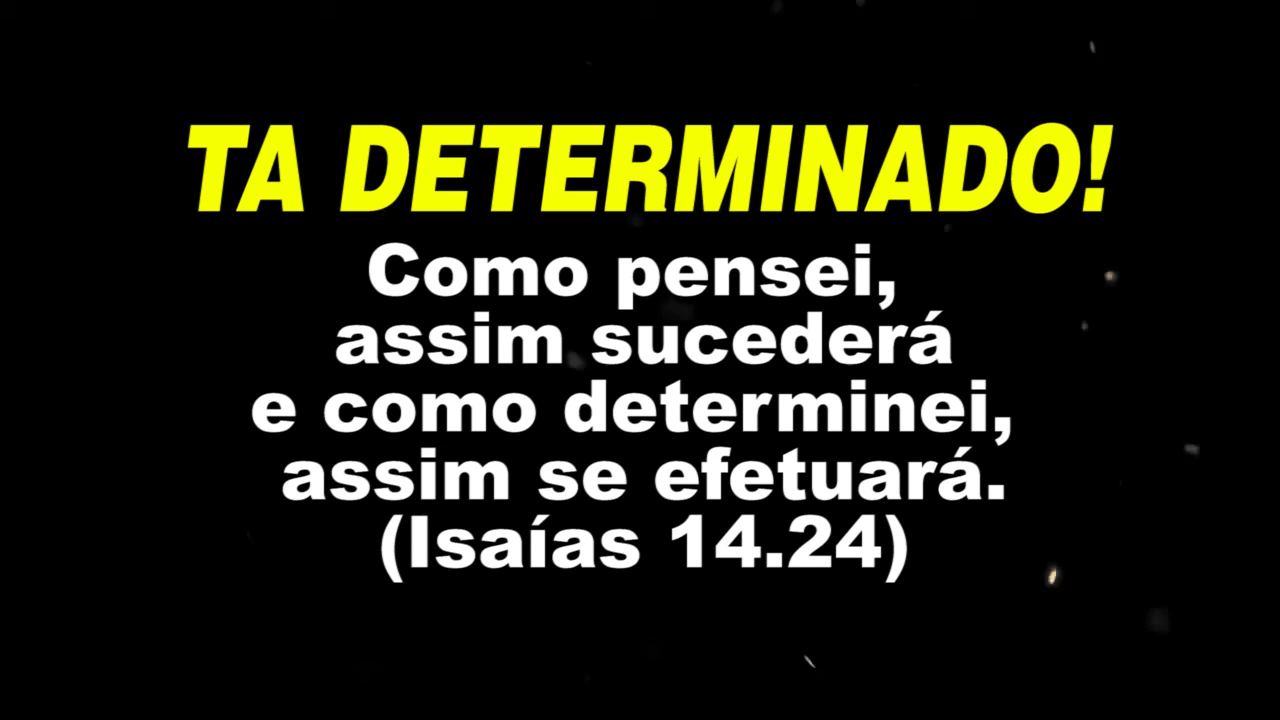 TA DETERMINADO!
Como pensei,
assim sucederá
e como determinei,
assim se efetuará.
(Isaías 14.24)